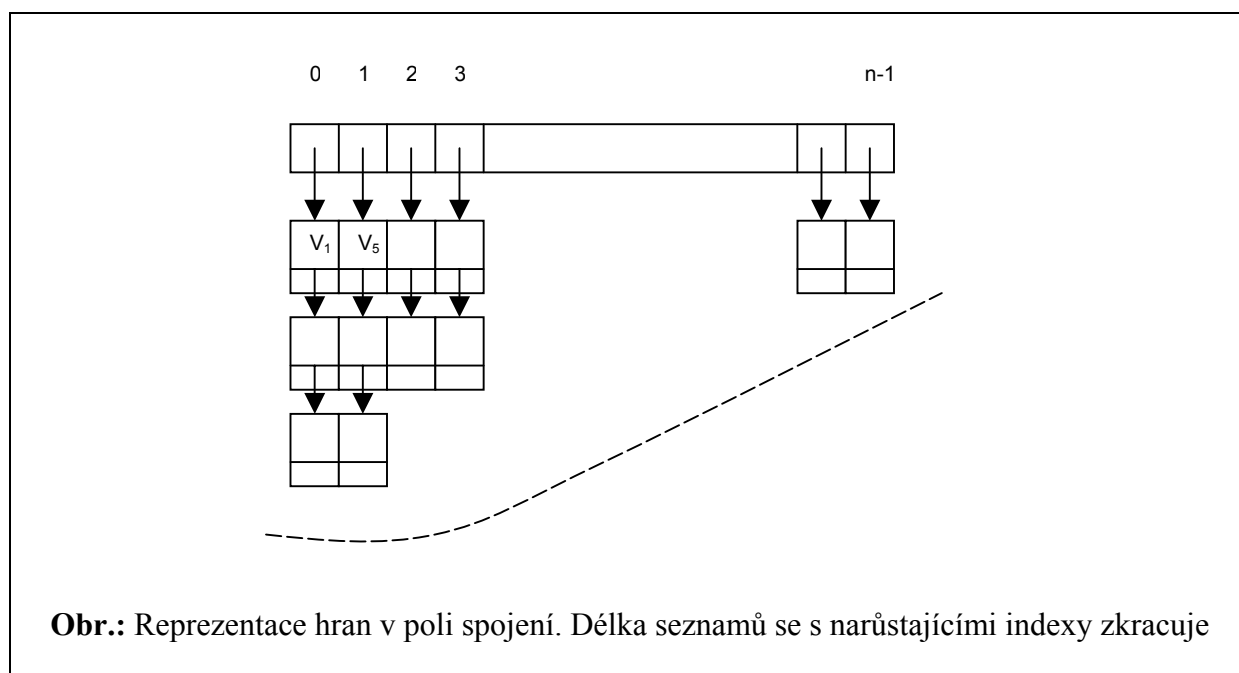 0 1 2 3 n-1
V₁ V₅
Obr.: Reprezentace hran v poli spojení. Délka seznamů se s narůstajícími indexy zkracuje